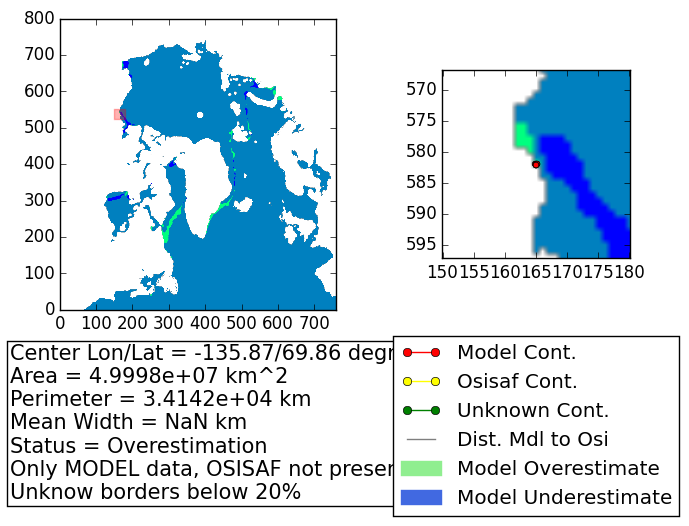 800
700
600
500
400
300
200
100
0
0 100 200 300 400 500 600 700
570
575
580
585
590
595
150 155 160 165 170 175 180
Center Lon/Lat = -135.87/69.86 degr
Area = 4.9998e+07 km^2
Perimeter = 3.4142e+04 km
Mean Width = NaN km
Status = Overestimation
Only MODEL data, OSISAF not presen
Unknow borders below 20%
Model Cont.
Osisaf Cont.
Unknown Cont.
Dist. Mdl to Osi
Model Overestimate
Model Underestimate